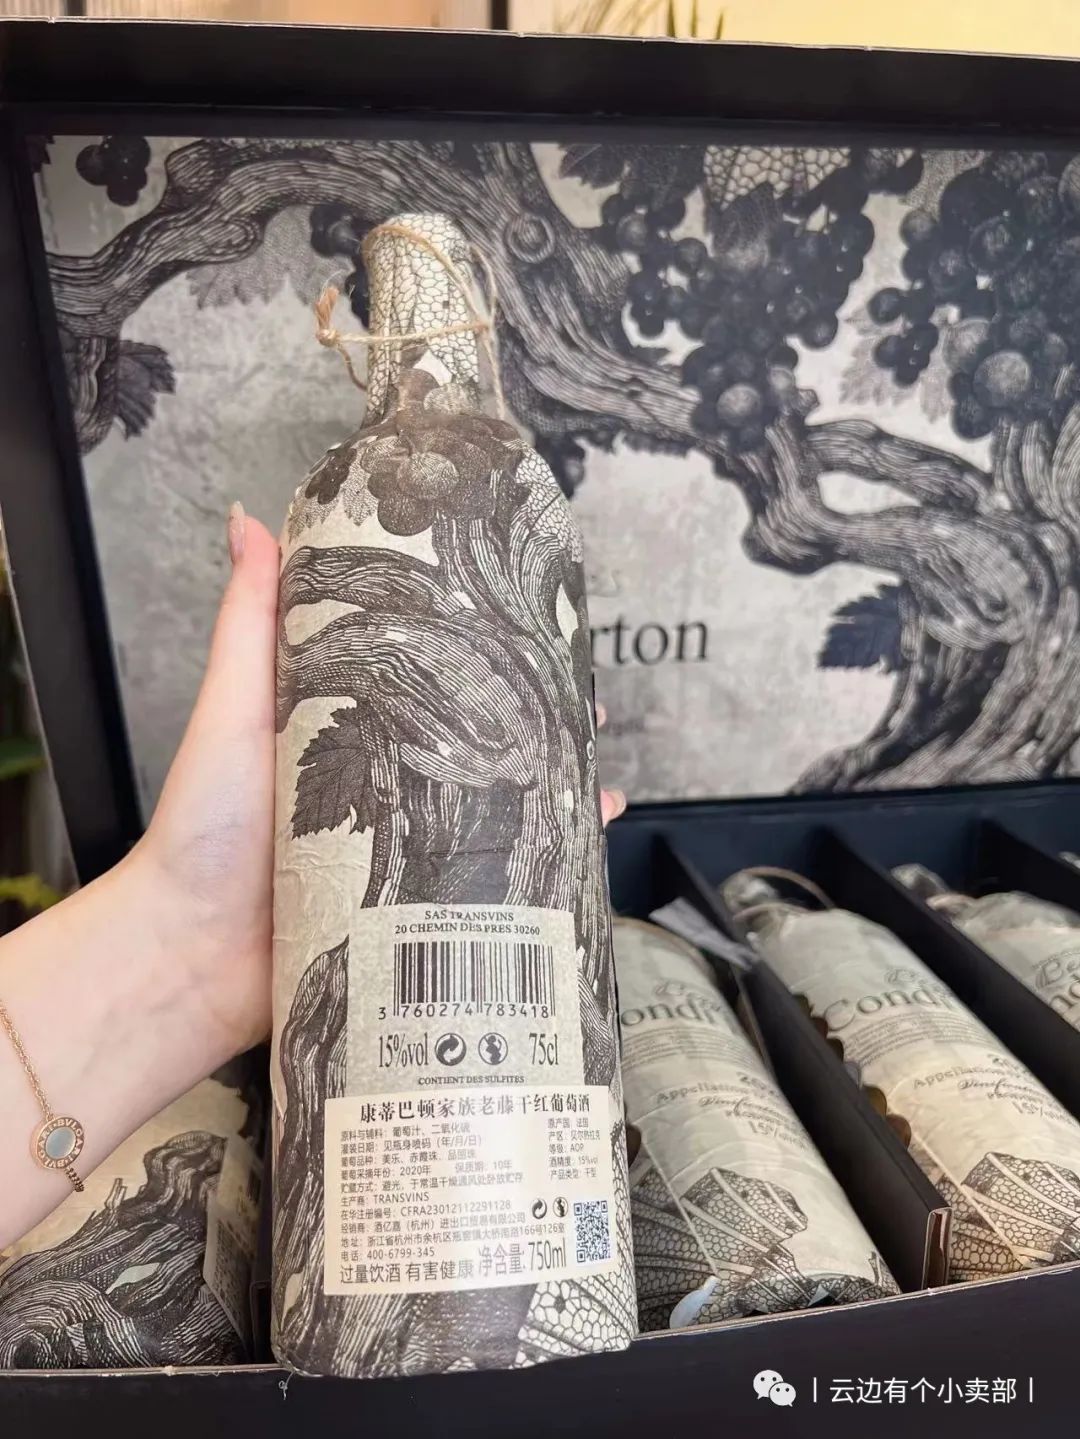 rton
SAS TRANSVINS
20 CHEMIN DES PRES 30260
3 760274 783418
15%vol 75cl
CONTIENT DES SULFITES
康蒂巴顿家族老藤干红葡萄酒
原料与辅料：葡萄汁、二氧化硫
灌装日期：见瓶身喷码（年/月/日）
葡萄品种：美乐、赤霞珠、品丽珠
葡萄采摘年份：2020年 保质期：10年
贮藏方式：避光，于常温干燥通风处卧放贮存
生产商：TRANSVINS
在华注册编号：CFRA23012112291128
经销商：酒亿嘉（杭州）进出口贸易有限公司
地址：浙江省杭州市余杭区瓶窑镇大桥南路166号126室
电话：400-6799-345
过量饮酒 有害健康 净含量:750ml
原产国：法国
等级：AOP
酒精度：15%vol
产品类型：干型
Cond
Appellation
15%
BVLGARI
丨云边有个小卖部丨